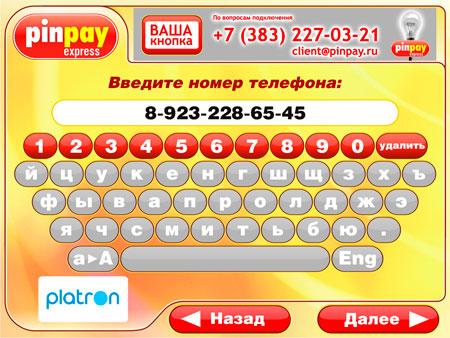 pinpay
express
ВАША
кнопка
По вопросам подключения
+7 (383) 227-03-21
client@pinpay.ru
pinpay
express
Введите номер телефона:
8-923-228-65-45
1 2 3 4 5 6 7 8 9 0 удалить
й ц у к е н г ш щ з х ъ
ф ы в а п р о л д ж э
я ч с м и т ь б ю .
а►А Eng
platron
Назад
Далее